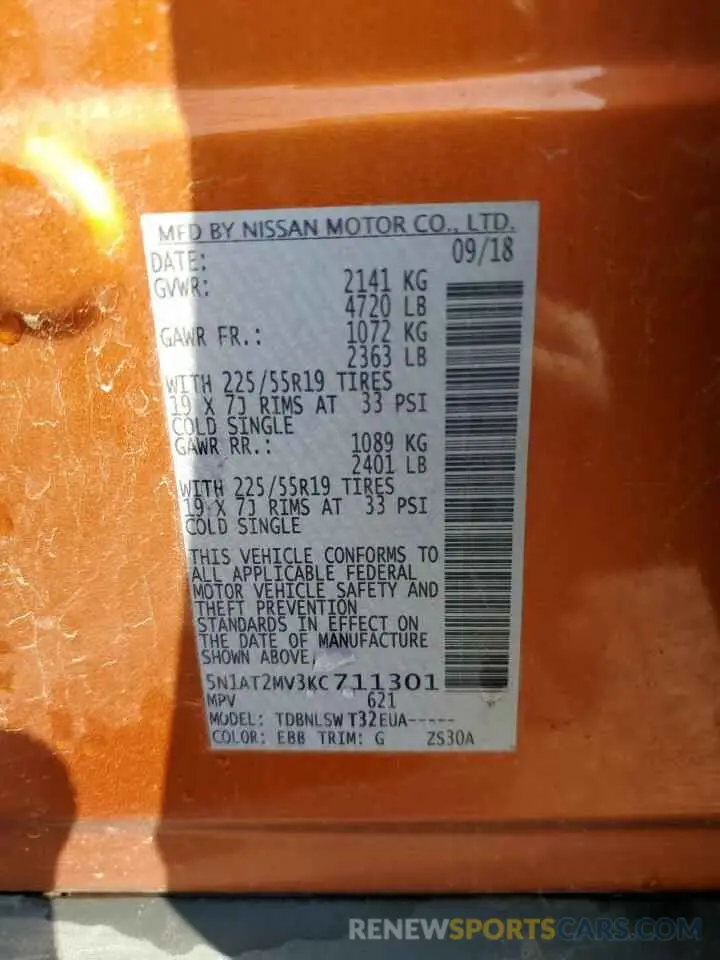 MFD BY NISSAN MOTOR CO., LTD.
DATE: 09/18
GVWR: 2141 KG
4720 LB
GAWR FR.: 1072 KG
2363 LB
WITH 225/55R19 TIRES
19 X 7J RIMS AT 33 PSI
COLD SINGLE
GAWR RR.: 1089 KG
2401 LB
WITH 225/55R19 TIRES
19 X 7J RIMS AT 33 PSI
COLD SINGLE
THIS VEHICLE CONFORMS TO
ALL APPLICABLE FEDERAL
MOTOR VEHICLE SAFETY AND
THEFT PREVENTION
STANDARDS IN EFFECT ON
THE DATE OF MANUFACTURE
SHOWN ABOVE,
5N1AT2MV3KC711301
MPV 621
MODEL: TDBNLSW T32EUA-----
COLOR: EBB TRIM: G ZS30A
RENEWSPORTSCARS.COM